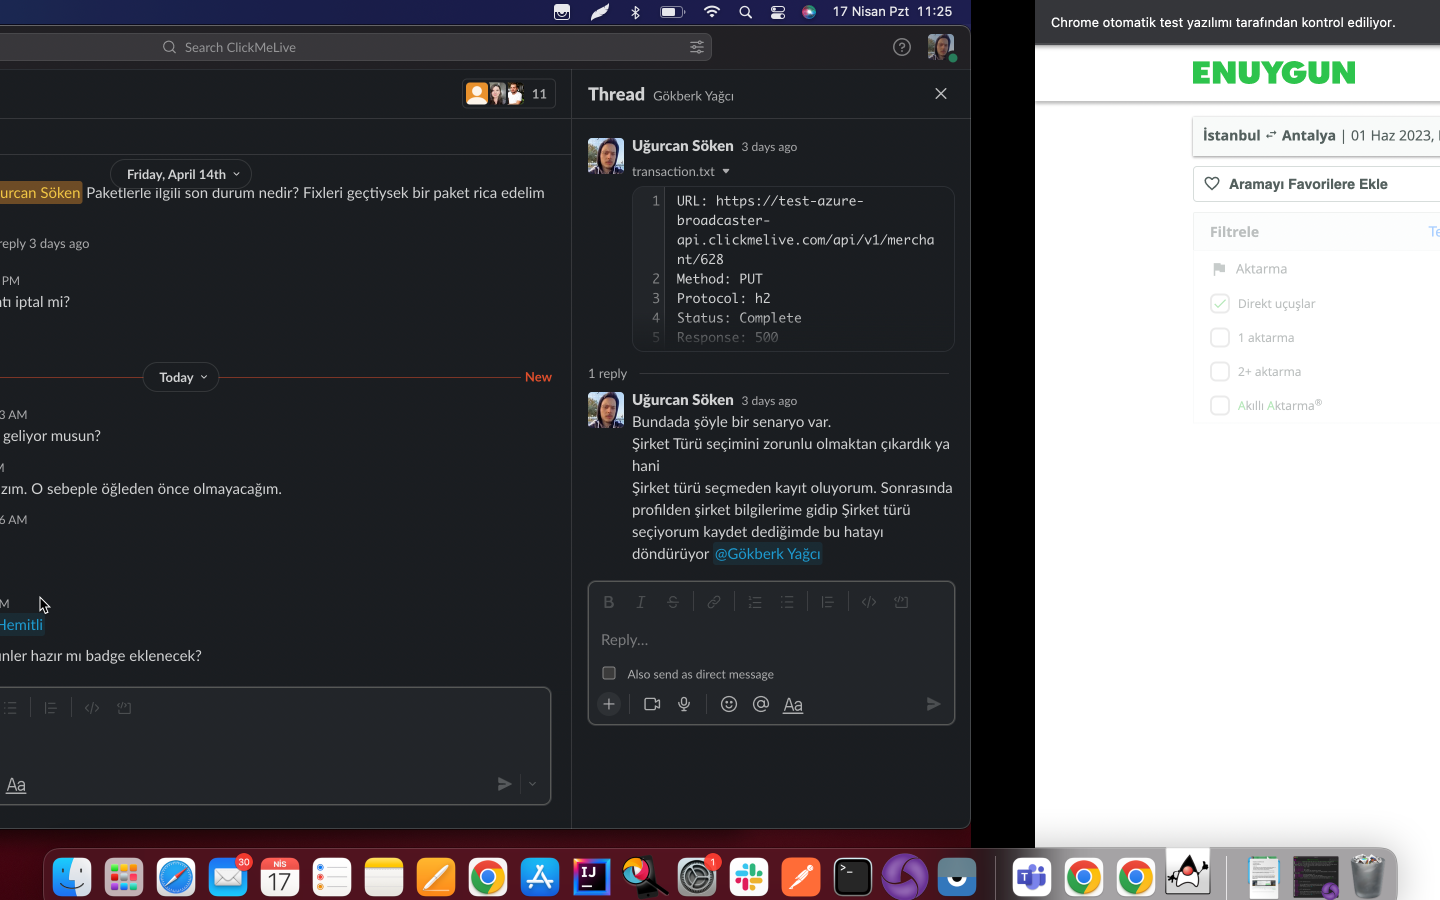 17 Nisan Pzt 11:25
Search ClickMeLive
11
Friday, April 14th
urcan Söken Paketlerle ilgili son durum nedir? Fixleri geçtiysek bir paket rica edelim
reply 3 days ago
PM
ntı iptal mi?
Today
New
3 AM
geliyor musun?
M
zım. O sebeple öğleden önce olmayacağım.
6 AM
M
Hemitli
ünler hazır mı badge eklenecek?
Aa
Thread Gökberk Yağcı
Uğurcan Söken 3 days ago
transaction.txt
1 URL: https://test-azure-
broadcaster-
api.clickmelive.com/api/v1/mercha
nt/628
2 Method: PUT
3 Protocol: h2
4 Status: Complete
5 Response: 500
1 reply
Uğurcan Söken 3 days ago
Bundada şöyle bir senaryo var.
Şirket Türü seçimini zorunlu olmaktan çıkardık ya
hani
Şirket türü seçmeden kayıt oluyorum. Sonrasında
profilden şirket bilgilerime gidip Şirket türü
seçiyorum kaydet dediğimde bu hatayı
döndürüyor @Gökberk Yağcı
B I S
Reply...
Also send as direct message
Aa
Chrome otomatik test yazılımı tarafından kontrol ediliyor.
ENUYGUN
İstanbul ⇄ Antalya | 01 Haz 2023,
Aramayı Favorilere Ekle
Filtrele Te
Aktarma
Direkt uçuşlar
1 aktarma
2+ aktarma
Akıllı Aktarma®
30
NİS
17
IJ
1